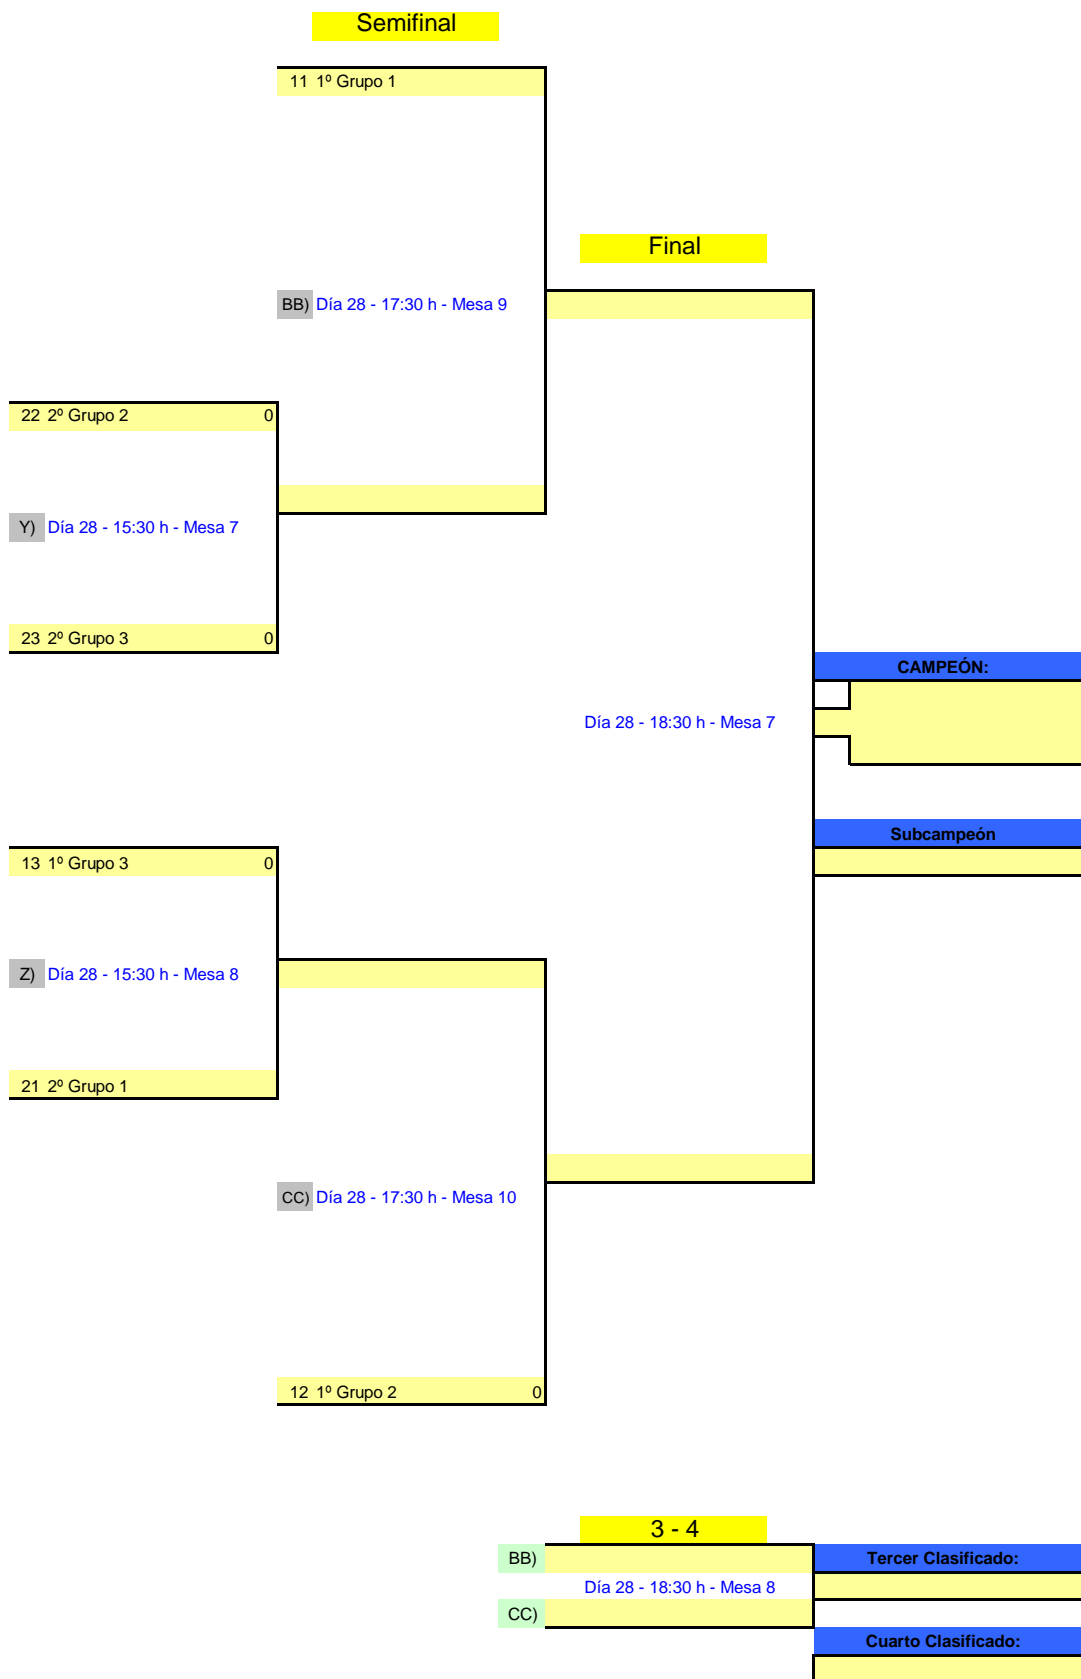 Semifinal
11 1º Grupo 1
Final
BB) Día 28 - 17:30 h - Mesa 9
22 2º Grupo 2 0
Y) Día 28 - 15:30 h - Mesa 7
23 2º Grupo 3 0
CAMPEÓN:
Día 28 - 18:30 h - Mesa 7
Subcampeón
13 1º Grupo 3 0
Z) Día 28 - 15:30 h - Mesa 8
21 2º Grupo 1
CC) Día 28 - 17:30 h - Mesa 10
12 1º Grupo 2 0
3 - 4
BB)
Tercer Clasificado:
Día 28 - 18:30 h - Mesa 8
CC)
Cuarto Clasificado: